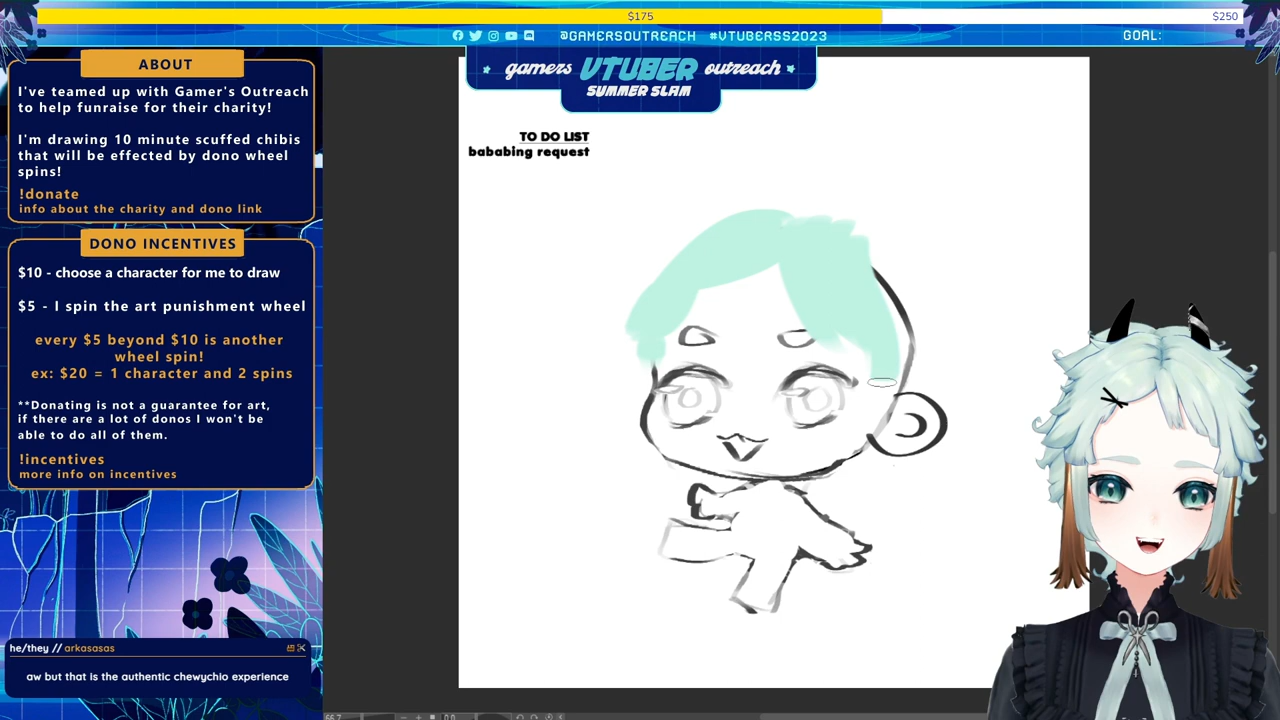 $175
$250
@GAMERSOUTREACH #VTUBERSS2023
GOAL:
gamers VTUBER outreach
SUMMER SLAM
ABOUT
I've teamed up with Gamer's Outreach
to help funraise for their charity!
I'm drawing 10 minute scuffed chibis
that will be effected by dono wheel
spins!
!donate
info about the charity and dono link
DONO INCENTIVES
$10 - choose a character for me to draw
$5 - I spin the art punishment wheel
every $5 beyond $10 is another
wheel spin!
ex: $20 = 1 character and 2 spins
**Donating is not a guarantee for art,
if there are a lot of donos I won't be
able to do all of them.
!incentives
more info on incentives
TO DO LIST
bababing request
he/they // arkasasas
aw but that is the authentic chewychio experience
66.7
0.0